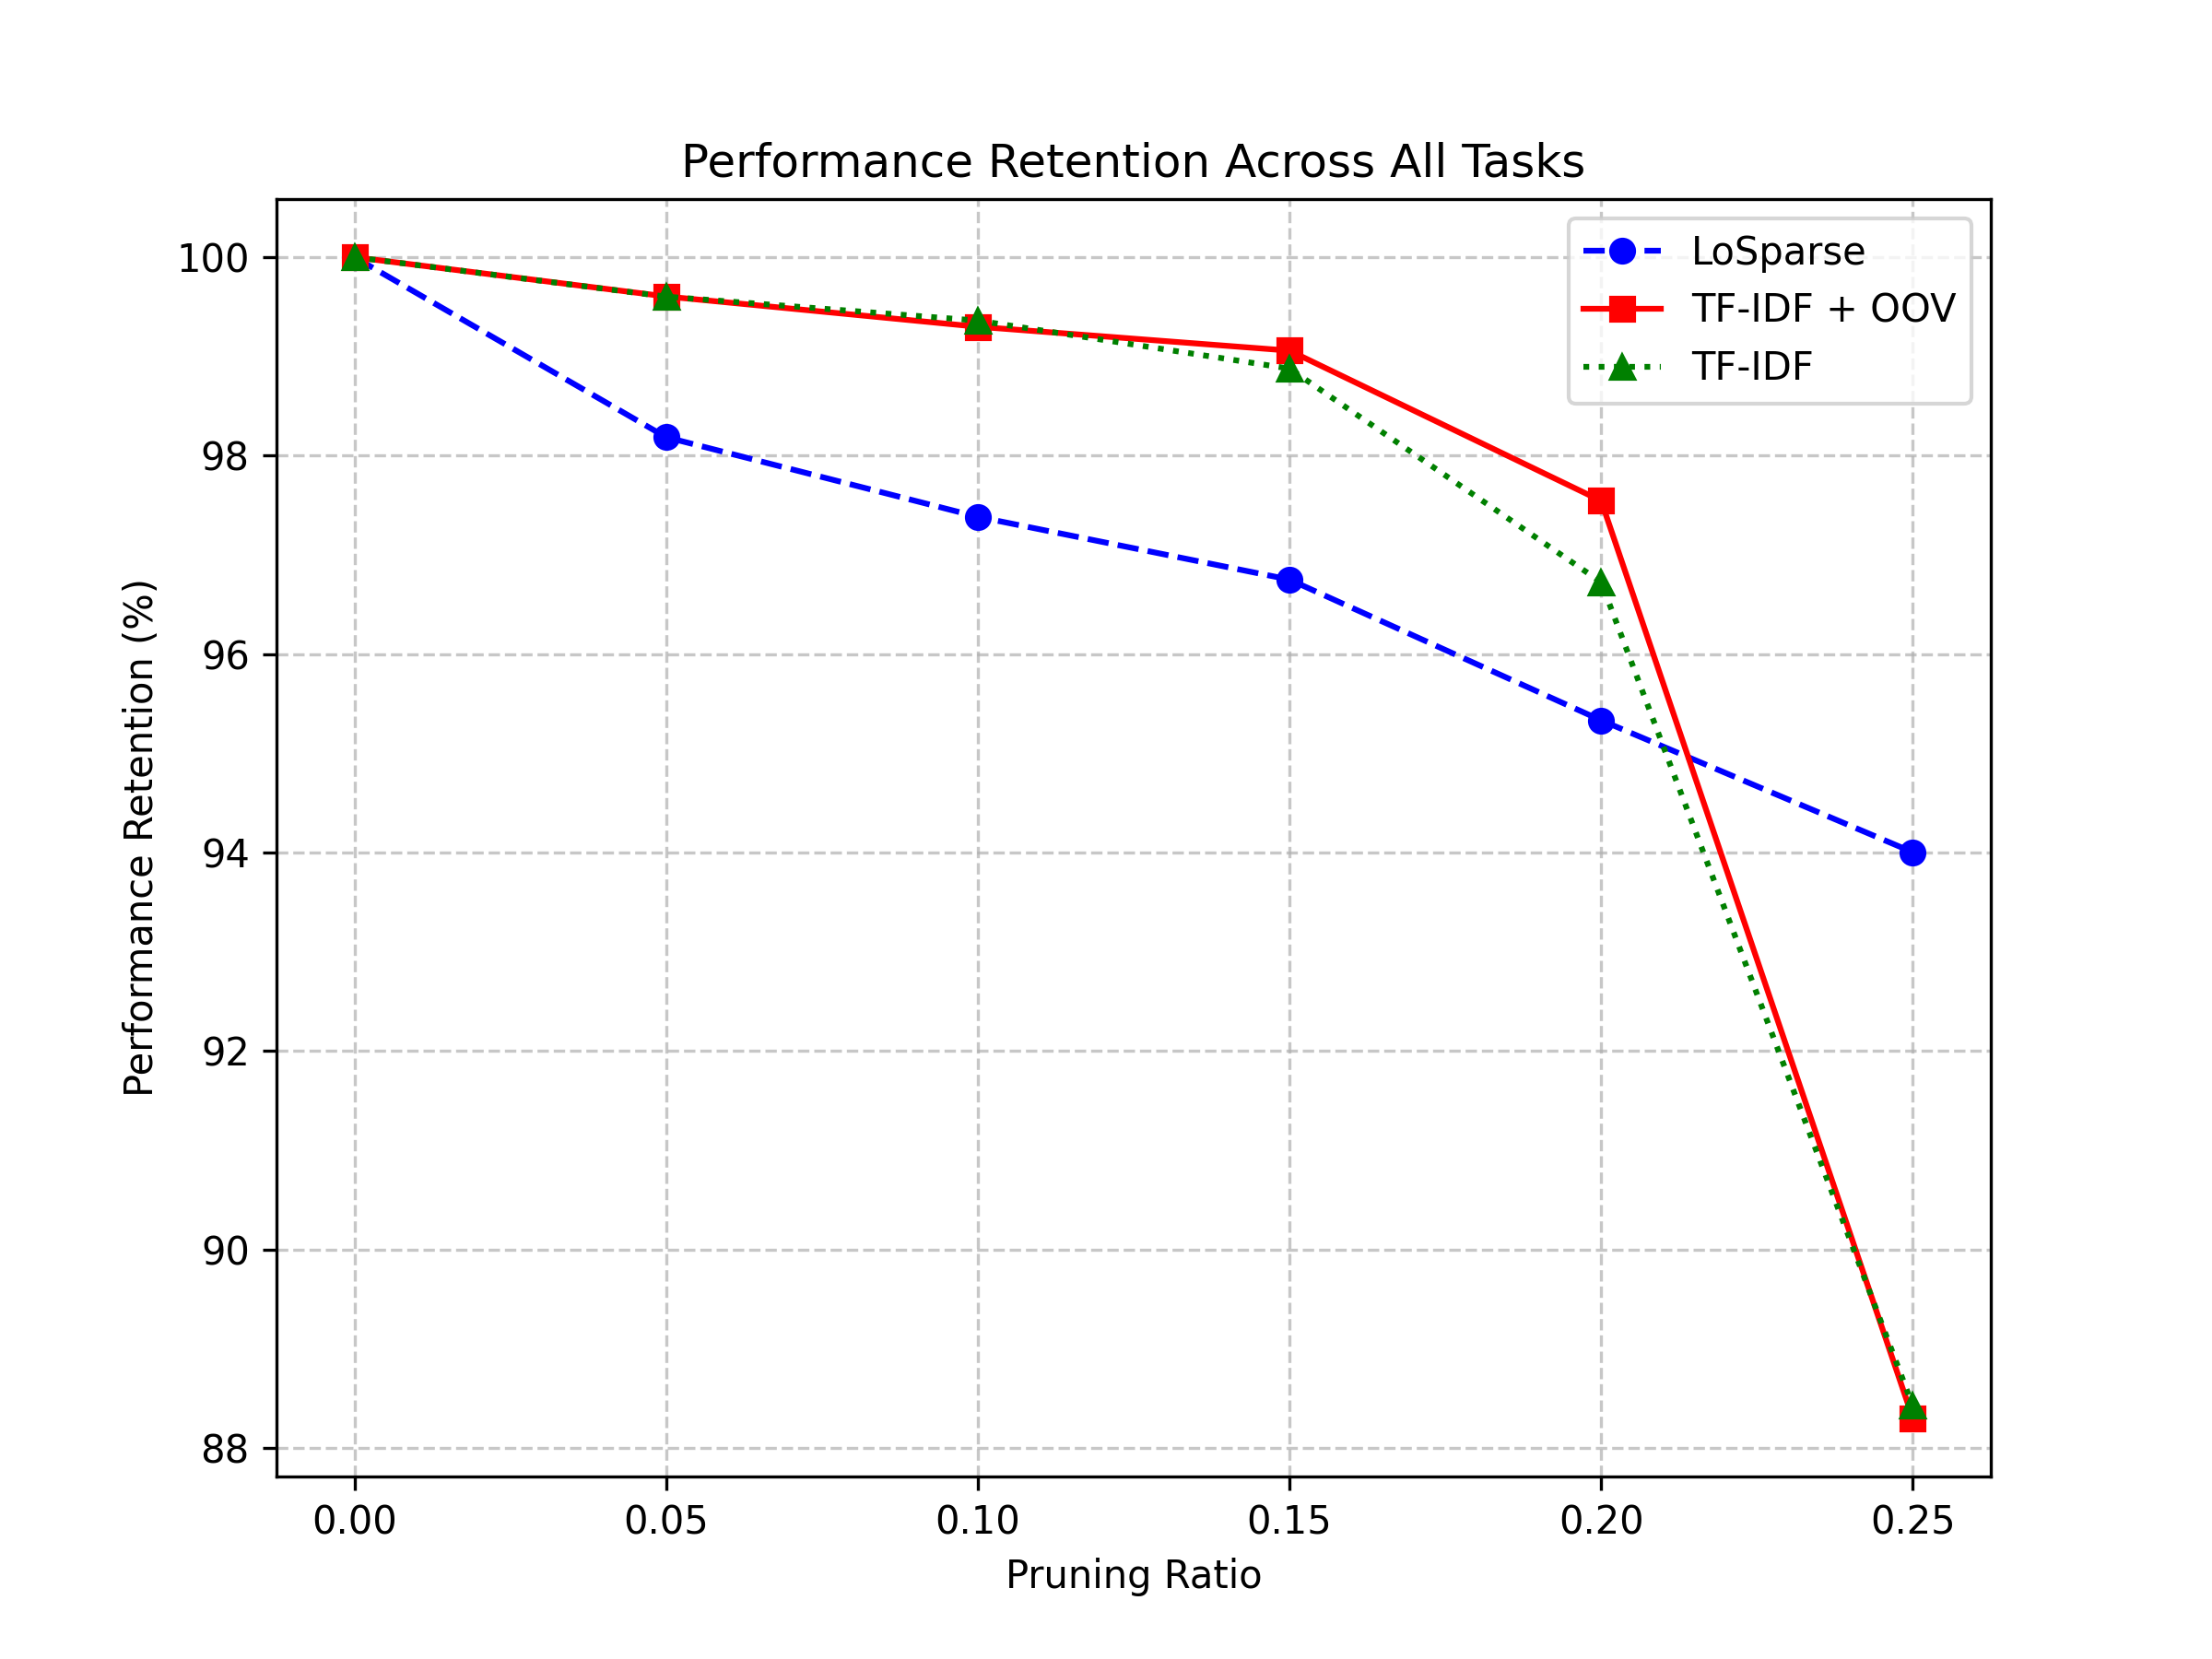 Performance Retention Across All Tasks
LoSparse
TF-IDF + OOV
TF-IDF
Performance Retention (%)
100
98
96
94
92
90
88
0.00 0.05 0.10 0.15 0.20 0.25
Pruning Ratio